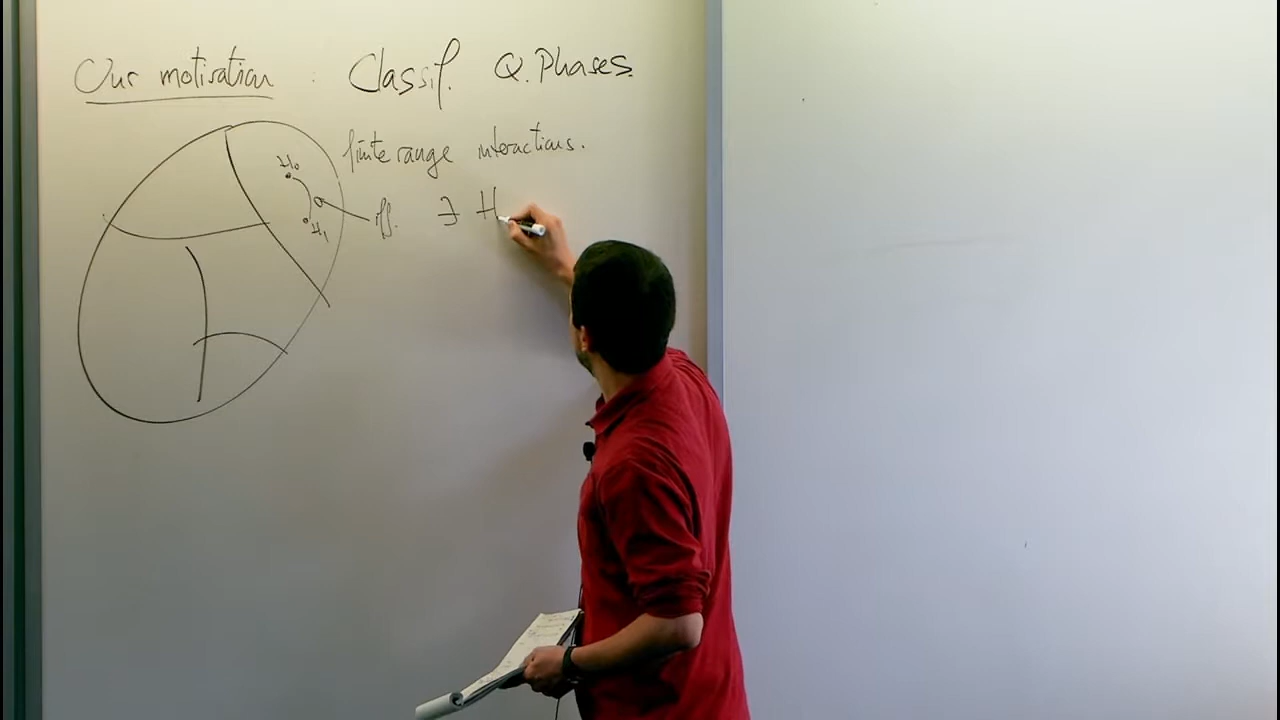 Our motivation : Classif. Q. Phases.
finite range interactions.
H₀
H₁
iff. ∃ H